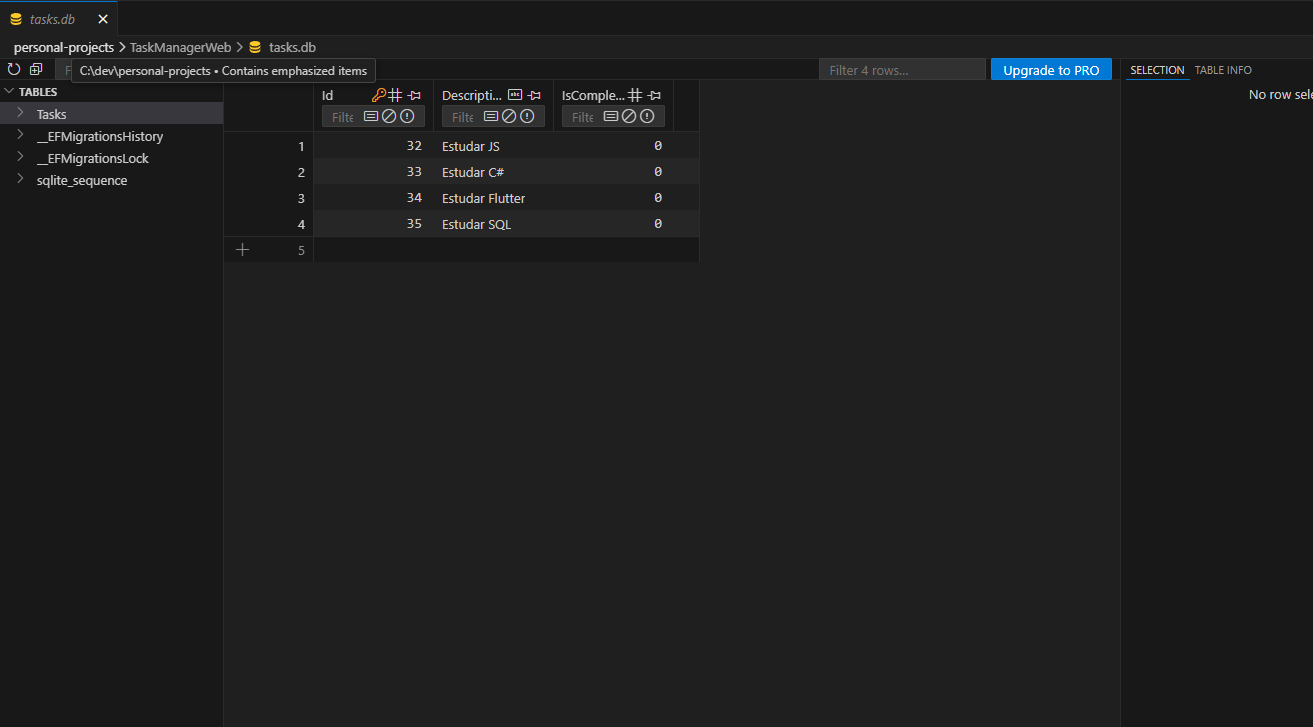 tasks.db
personal-projects > TaskManagerWeb > tasks.db
C:\dev\personal-projects • Contains emphasized items
Filter 4 rows...
Upgrade to PRO
SELECTION TABLE INFO
No row sele
TABLES
Tasks
__EFMigrationsHistory
__EFMigrationsLock
sqlite_sequence
Id Descripti... IsComple...
Filte Filte Filte
1 32 Estudar JS 0
2 33 Estudar C# 0
3 34 Estudar Flutter 0
4 35 Estudar SQL 0
5